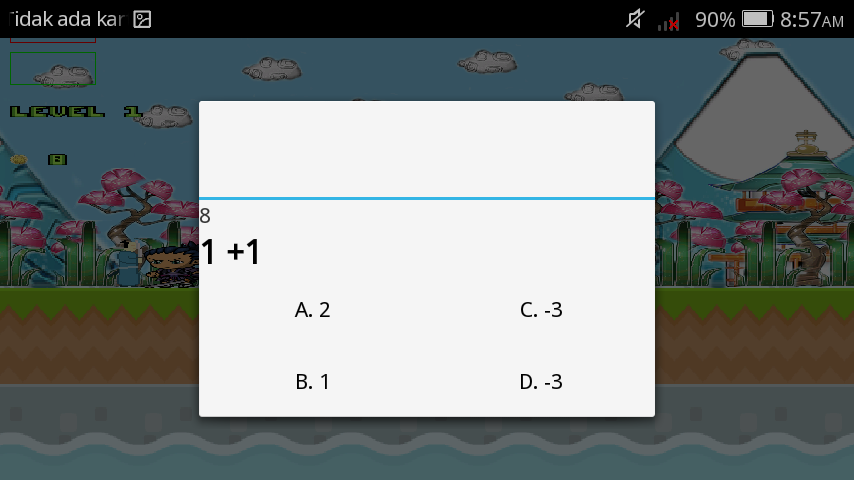 Tidak ada kar
90% 8:57AM
LEVEL 1
8
8
1 +1
A. 2
C. -3
B. 1
D. -3